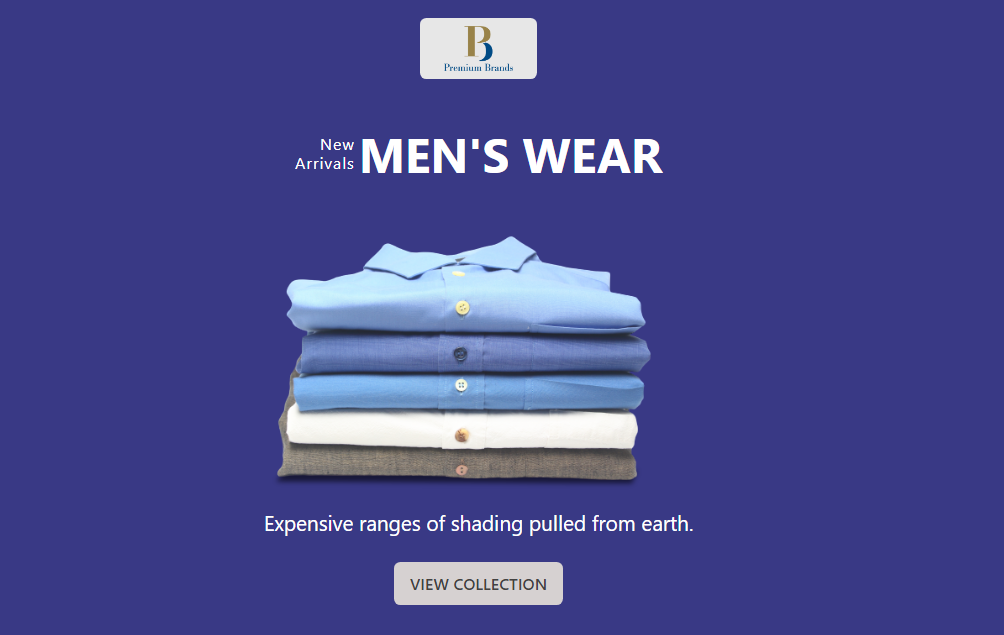 B
Premium Brands
New
Arrivals
MEN'S WEAR
Expensive ranges of shading pulled from earth.
VIEW COLLECTION